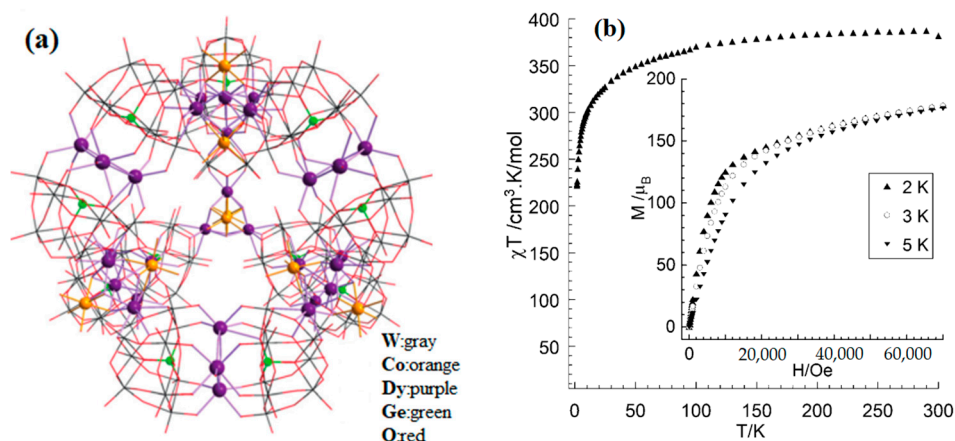 (a)
W:gray
Co:orange
Dy:purple
Ge:green
O:red
(b)
χT /cm³.K/mol
400
350
300
250
200
150
100
50
0 50 100 150 200 250 300
T/K
M /μB
200
150
100
50
0
0 20,000 40,000 60,000
H/Oe
2 K
3 K
5 K